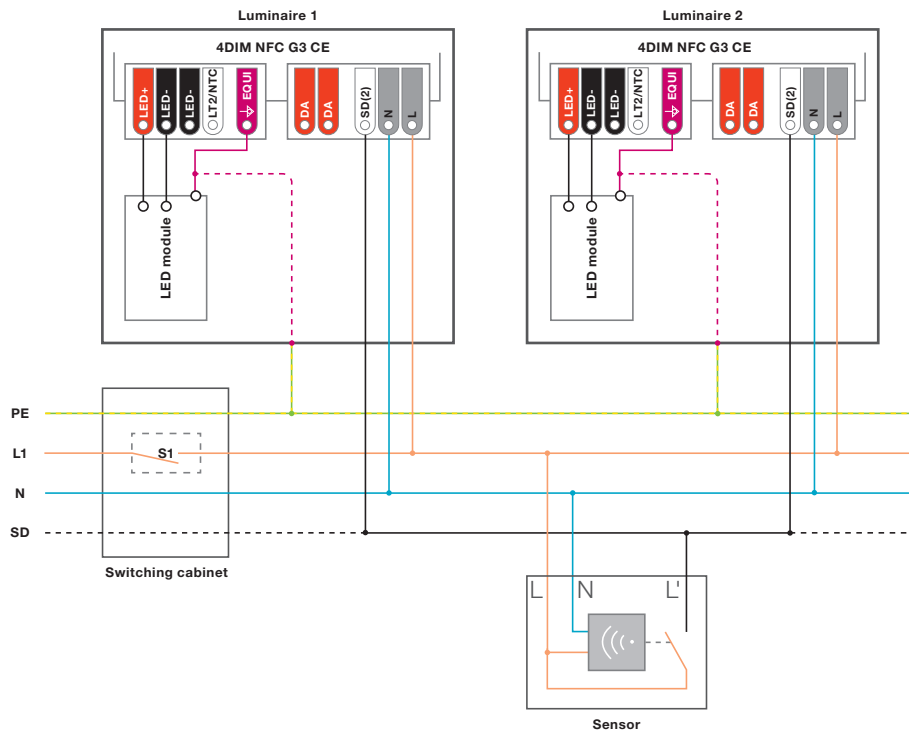 Luminaire 1
4DIM NFC G3 CE
LED+
LED-
LED-
LT2/NTC
EQUI
DA
DA
SD(2)
N
L
LED module
Luminaire 2
4DIM NFC G3 CE
LED+
LED-
LED-
LT2/NTC
EQUI
DA
DA
SD(2)
N
L
LED module
PE
L1
S1
N
SD
Switching cabinet
L
N
L'
Sensor